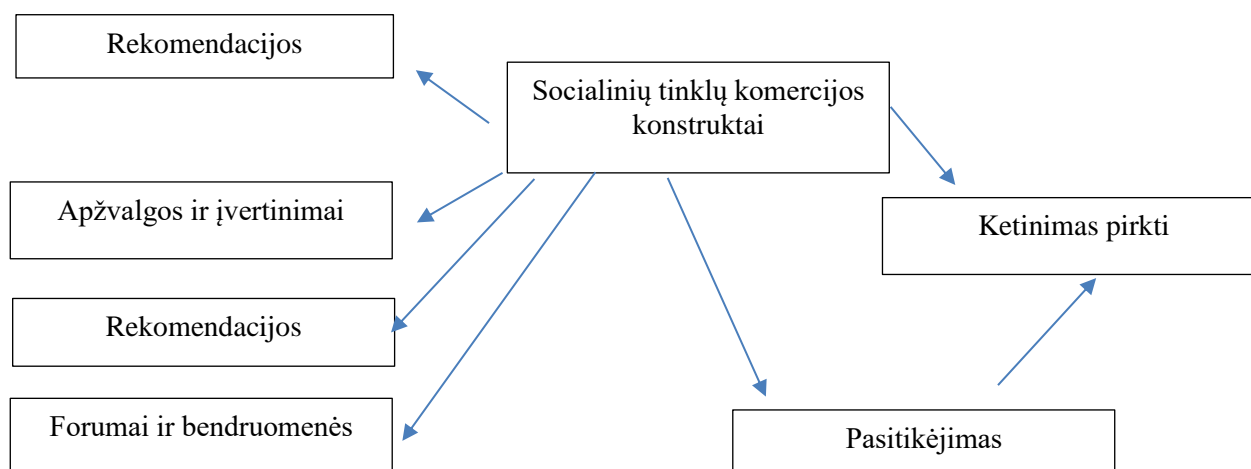 Rekomendacijos
Socialinių tinklų komercijos
konstruktai
Apžvalgos ir įvertinimai
Ketinimas pirkti
Rekomendacijos
Forumai ir bendruomenės
Pasitikėjimas